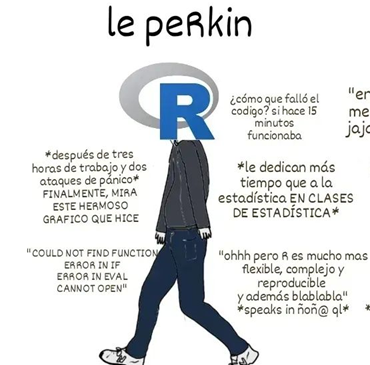 le peRkin
R
¿cómo que falló el
codigo? si hace 15
minutos
funcionaba
*después de tres
horas de trabajo y dos
ataques de pánico*
FINALMENTE, MIRA
ESTE HERMOSO
GRAFICO QUE HICE
*le dedican más
tiempo que a la
estadística EN CLASES
DE ESTADÍSTICA*
"COULD NOT FIND FUNCTION
ERROR IN IF
ERROR IN EVAL
CANNOT OPEN"
"ohhh pero R es mucho mas
flexible, complejo y
reproducible
y además blablabla"
*speaks in ñoñ@ ql*